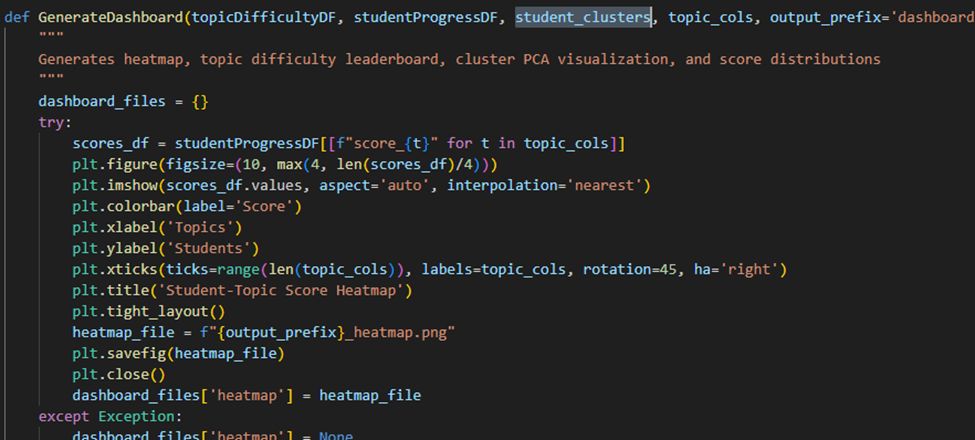 def GenerateDashboard(topicDifficultyDF, studentProgressDF, student_clusters, topic_cols, output_prefix='dashboard
    """
    Generates heatmap, topic difficulty leaderboard, cluster PCA visualization, and score distributions
    """
    dashboard_files = {}
    try:
        scores_df = studentProgressDF[[f"score_{t}" for t in topic_cols]]
        plt.figure(figsize=(10, max(4, len(scores_df)/4)))
        plt.imshow(scores_df.values, aspect='auto', interpolation='nearest')
        plt.colorbar(label='Score')
        plt.xlabel('Topics')
        plt.ylabel('Students')
        plt.xticks(ticks=range(len(topic_cols)), labels=topic_cols, rotation=45, ha='right')
        plt.title('Student-Topic Score Heatmap')
        plt.tight_layout()
        heatmap_file = f"{output_prefix}_heatmap.png"
        plt.savefig(heatmap_file)
        plt.close()
        dashboard_files['heatmap'] = heatmap_file
    except Exception:
        dashboard_files['heatmap'] = None